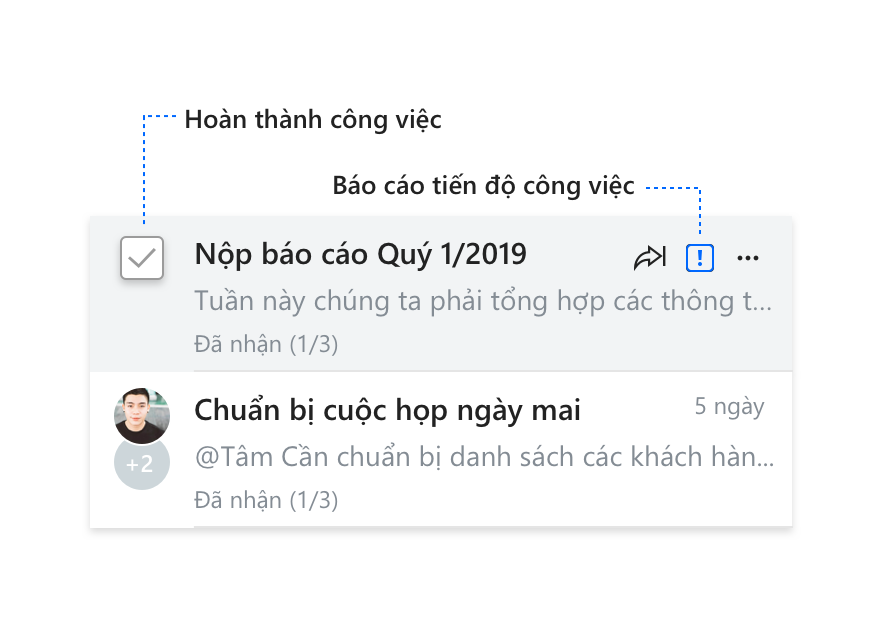 Hoàn thành công việc
Báo cáo tiến độ công việc
Nộp báo cáo Quý 1/2019
Tuần này chúng ta phải tổng hợp các thông t...
Đã nhận (1/3)
Chuẩn bị cuộc họp ngày mai
5 ngày
@Tâm Cần chuẩn bị danh sách các khách hàn...
+2
Đã nhận (1/3)